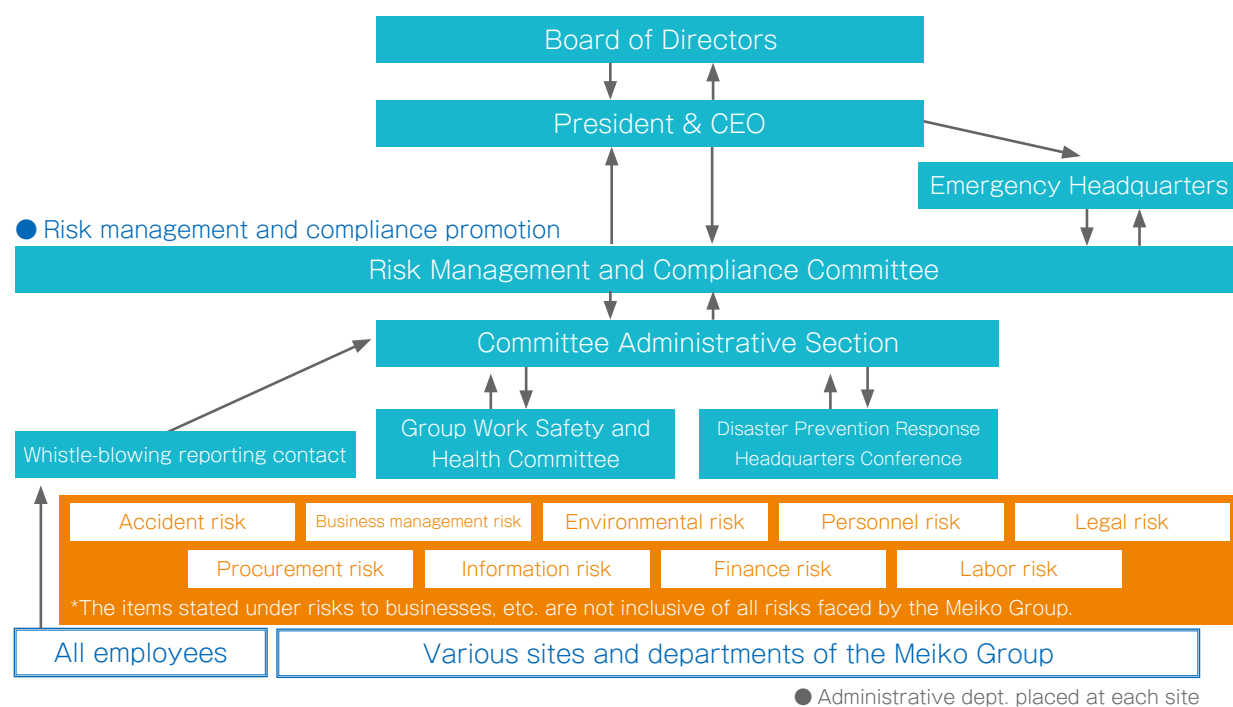 Board of Directors
President & CEO
Emergency Headquarters
● Risk management and compliance promotion
Risk Management and Compliance Committee
Committee Administrative Section
Whistle-blowing reporting contact
Group Work Safety and
Health Committee
Disaster Prevention Response
Headquarters Conference
Accident risk
Business management risk
Environmental risk
Personnel risk
Legal risk
Procurement risk
Information risk
Finance risk
Labor risk
*The items stated under risks to businesses, etc. are not inclusive of all risks faced by the Meiko Group.
All employees
Various sites and departments of the Meiko Group
● Administrative dept. placed at each site